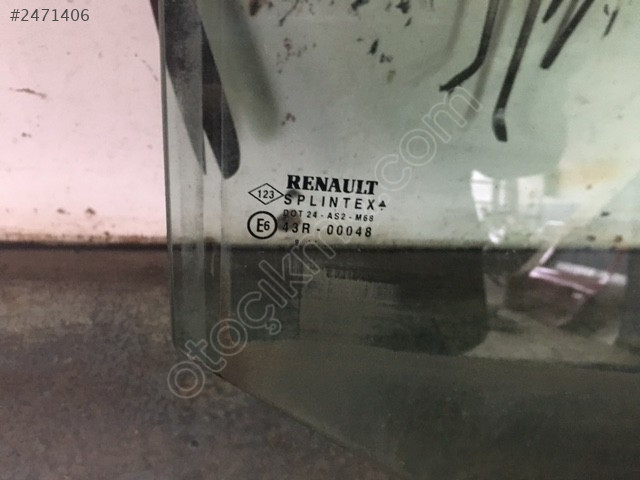 #2471406
123
RENAULT
SPLINTEX
DOT 24 - AS2 - M68
E6
43R - 00048
otoçıkma.com